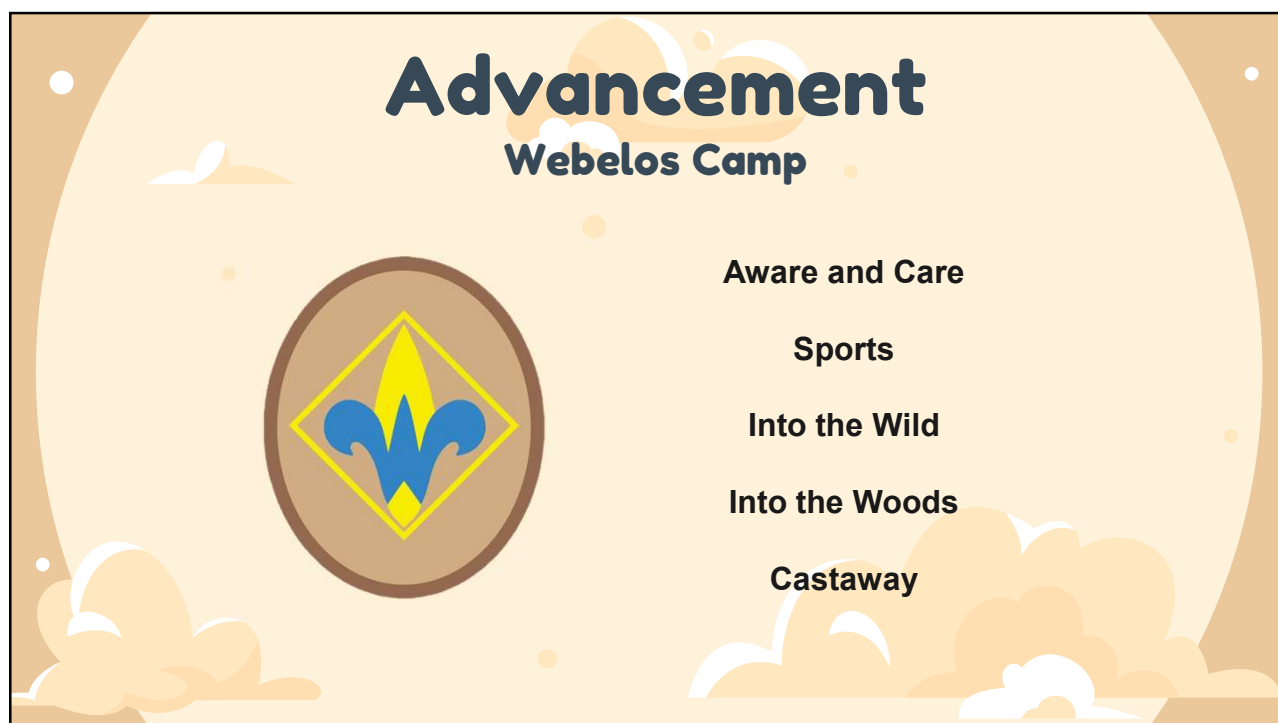 Advancement
Webelos Camp
Aware and Care
Sports
Into the Wild
Into the Woods
Castaway